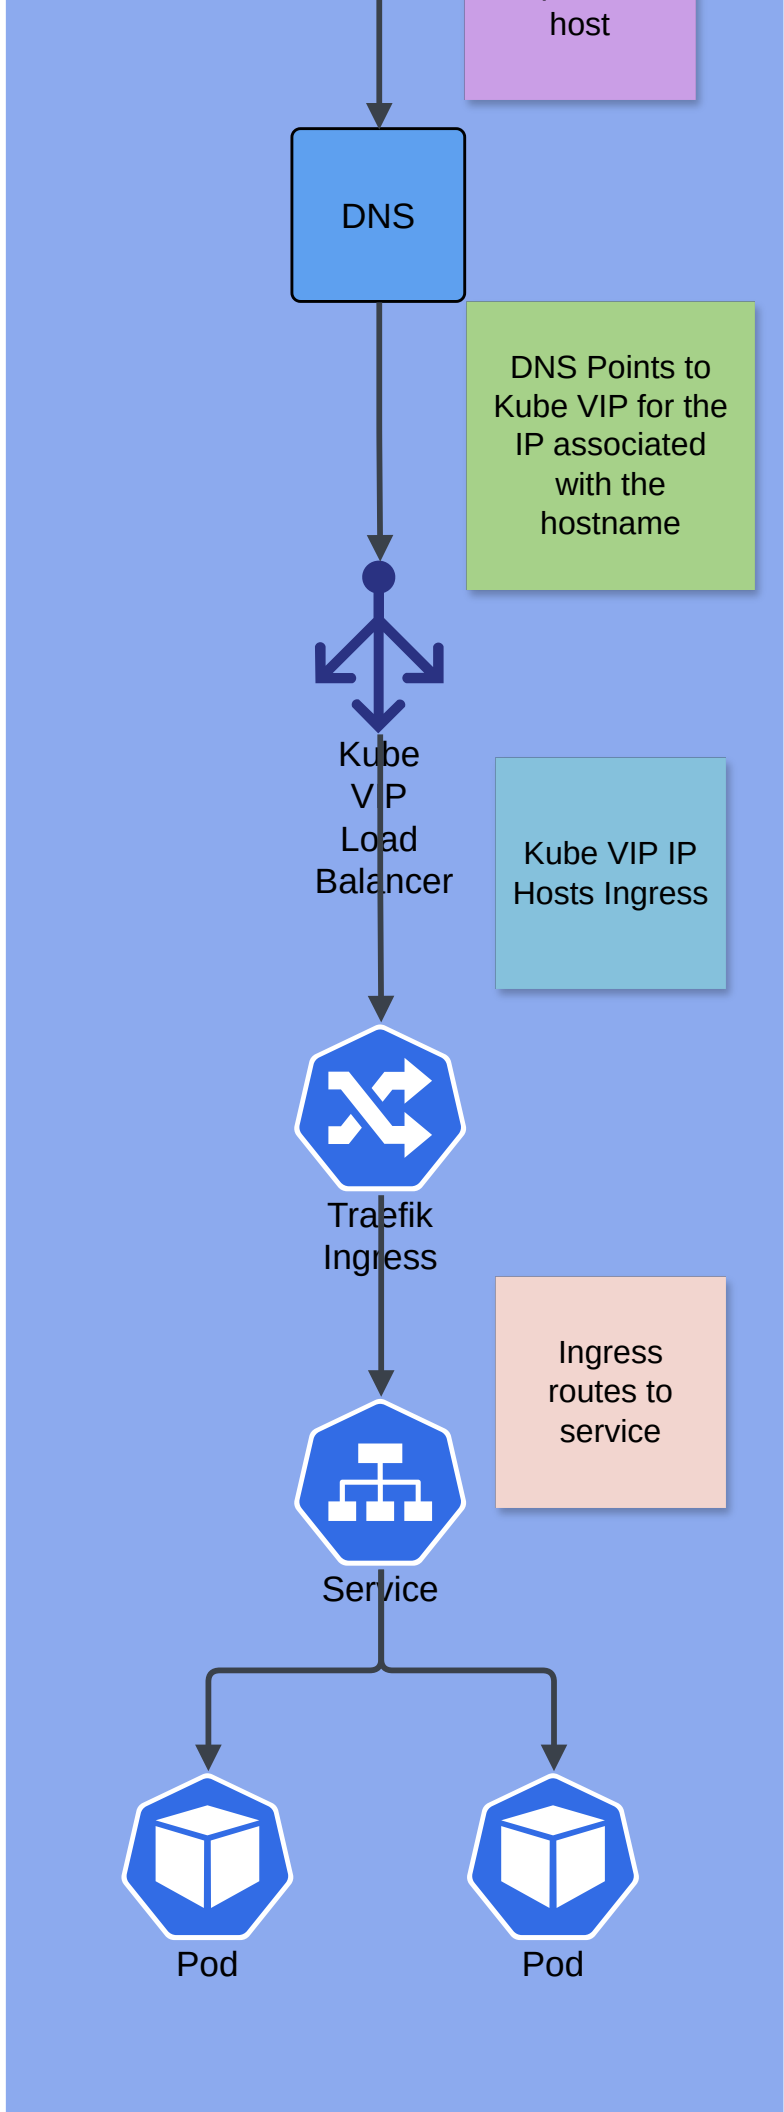 host
DNS
DNS Points to
Kube VIP for the
IP associated
with the
hostname
Kube
VIP
Load
Balancer
Kube VIP IP
Hosts Ingress
Traefik
Ingress
Ingress
routes to
service
Service
Pod
Pod